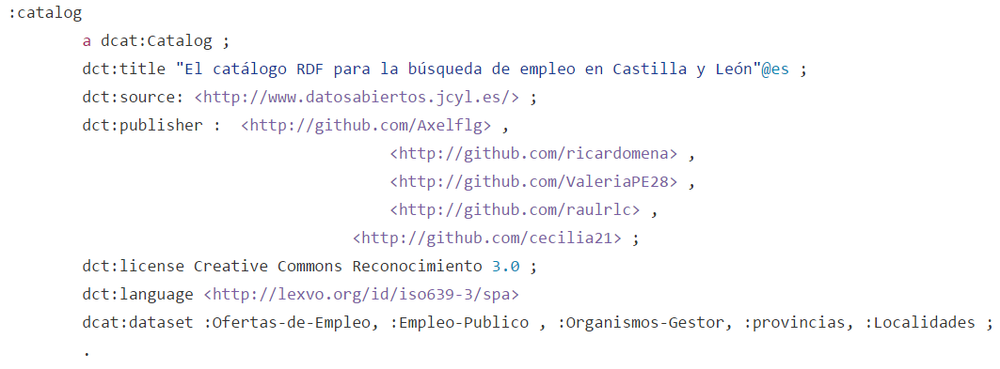 :catalog
a dcat:Catalog ;
dct:title "El catálogo RDF para la búsqueda de empleo en Castilla y León"@es ;
dct:source: <http://www.datosabiertos.jcyl.es/> ;
dct:publisher : <http://github.com/Axelflg> ,
<http://github.com/ricardomena> ,
<http://github.com/ValeriaPE28> ,
<http://github.com/raulrlc> ,
<http://github.com/cecilia21> ;
dct:license Creative Commons Reconocimiento 3.0 ;
dct:language <http://lexvo.org/id/iso639-3/spa>
dcat:dataset :Ofertas-de-Empleo, :Empleo-Publico , :Organismos-Gestor, :provincias, :Localidades ;
.